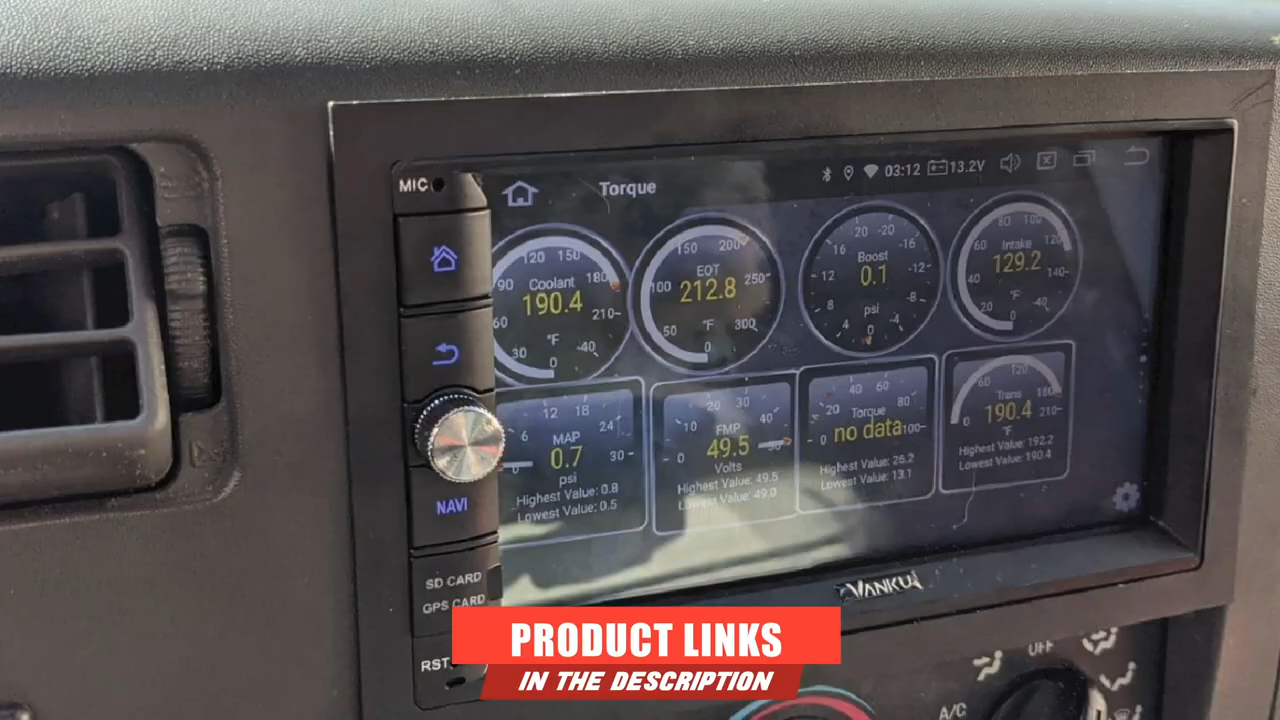 MIC
Torque
03:12
13.2V
120 150
90
180
Coolant
190.4
60
210
°F
30
-40
0
150
200
EOT
100
250
212.8
°F
50
300
0
20 -20
16
-16
Boost
12
-12
0.1
psi
8
-8
4
-4
0
80 100
60
120
Intake
129.2
40
140
°F
20
-40
0
12 18
6
24
MAP
0.7
0
30
psi
Highest Value: 0.8
Lowest Value: 0.5
20 30
10
40
FMP
49.5
0
50
Volts
Highest Value: 49.5
Lowest Value: 49.0
40 60
20
80
Torque
no data
0
100
Highest Value: 26.2
Lowest Value: 13.1
120
60
180
Trans
190.4
0
210
°F
Highest Value: 192.2
Lowest Value: 190.4
NAVI
SD CARD
GPS CARD
RST
VANKU
PRODUCT LINKS
IN THE DESCRIPTION
OFF
A/C